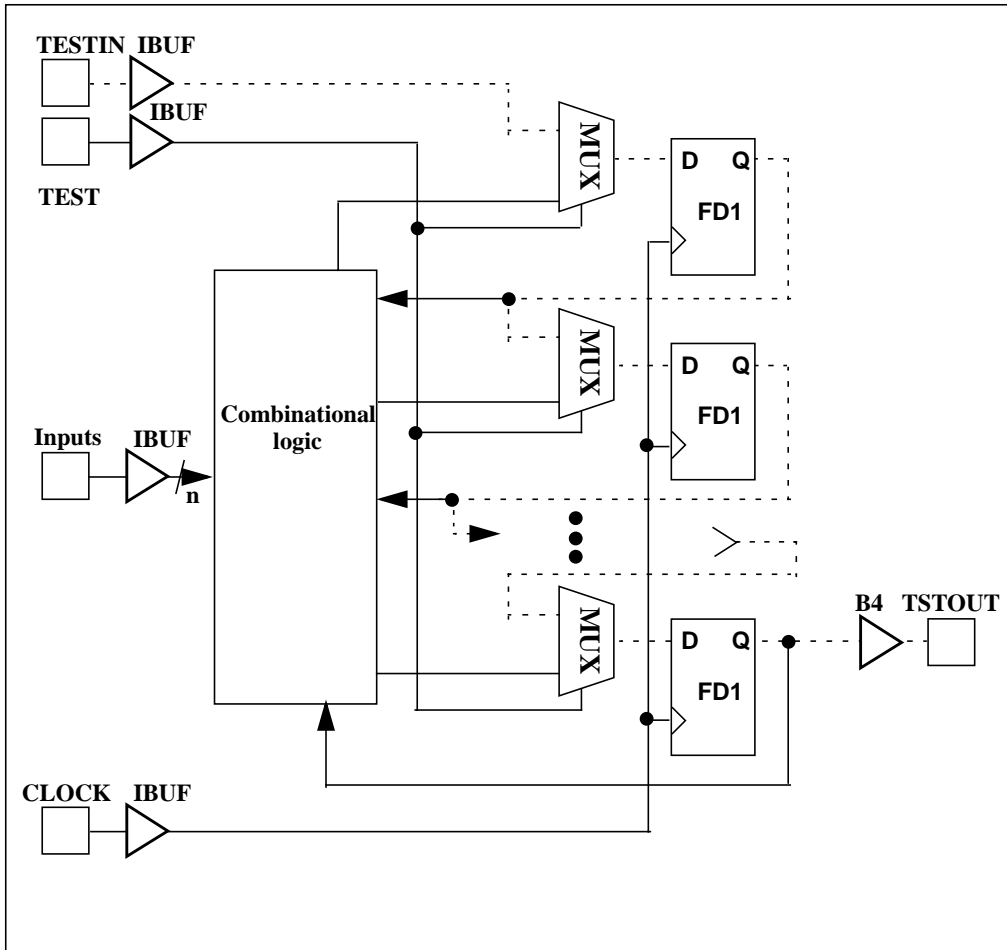 TESTIN IBUF
IBUF
TEST
MUX
D Q
FD1
MUX
D Q
FD1
Combinational
logic
Inputs IBUF
n
MUX
D Q
FD1
B4 TSTOUT
CLOCK IBUF